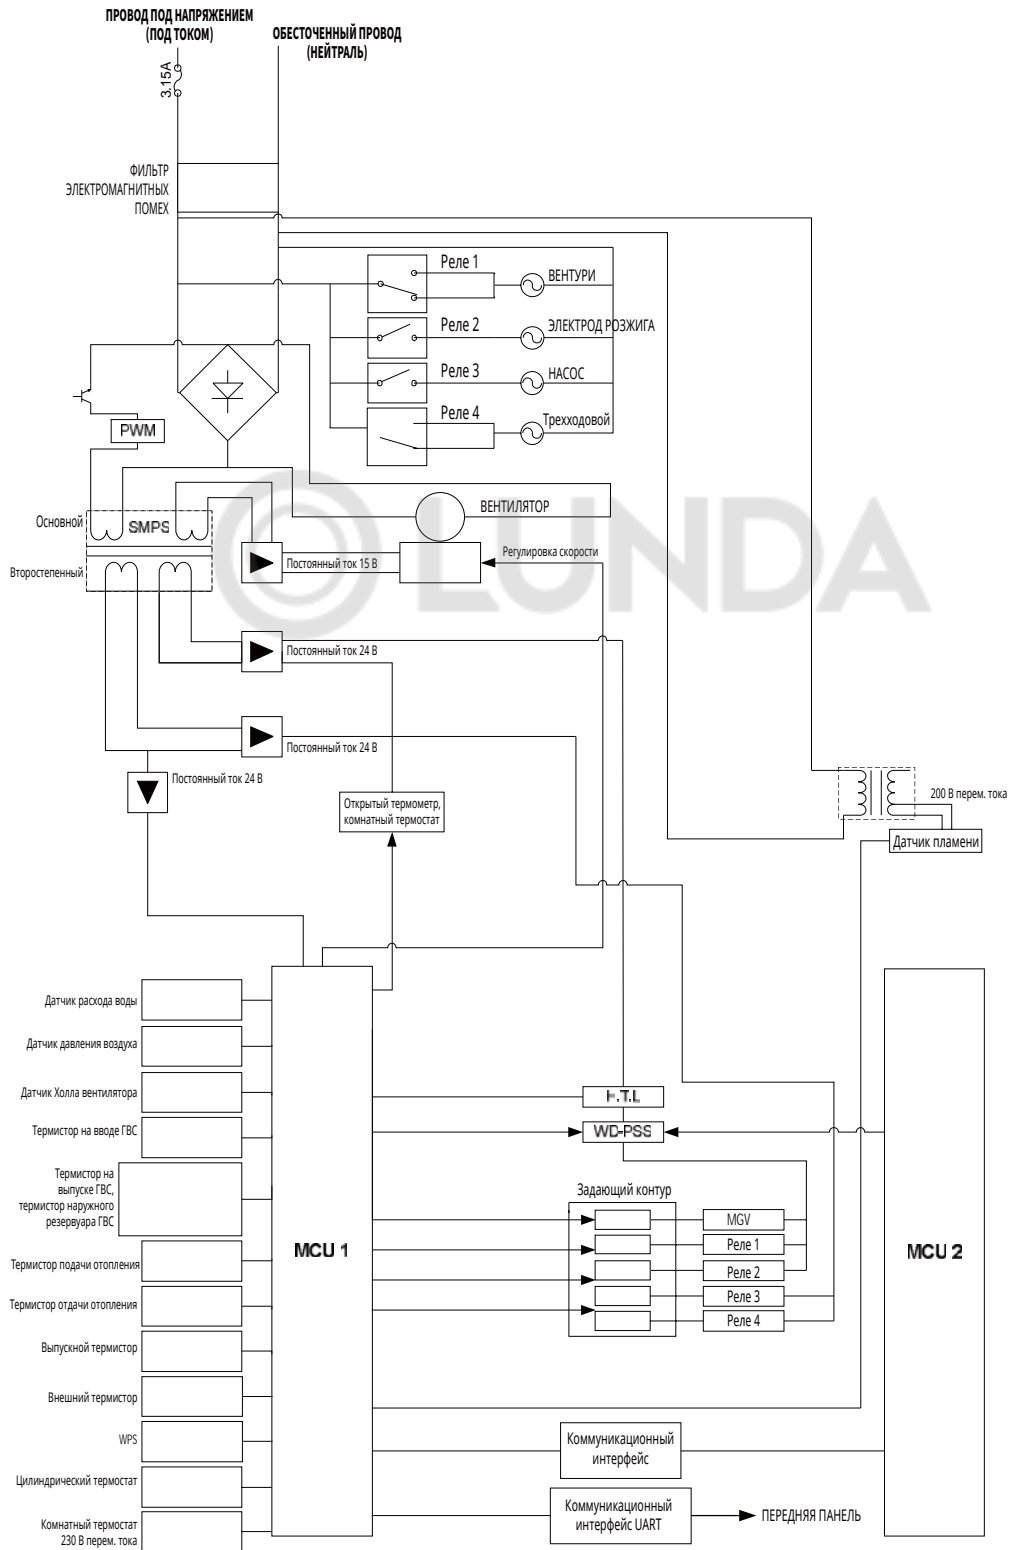 ПРОВОД ПОД НАПРЯЖЕНИЕМ
(ПОД ТОКОМ)
ОБЕСТОЧЕННЫЙ ПРОВОД
(НЕЙТРАЛЬ)
3.15A
ФИЛЬТР
ЭЛЕКТРОМАГНИТНЫХ
ПОМЕХ
Реле 1
ВЕНТУРИ
Реле 2
ЭЛЕКТРОД РОЗЖИГА
Реле 3
НАСОС
Реле 4
Трехходовой
PWM
LUNDA
ВЕНТИЛЯТОР
Основной
SMPS
Второстепенный
Постоянный ток 15 В
Регулировка скорости
Постоянный ток 24 В
Постоянный ток 24 В
Постоянный ток 24 В
Открытый термометр,
комнатный термостат
200 В перем. тока
Датчик пламени
Датчик расхода воды
Датчик давления воздуха
Датчик Холла вентилятора
Термистор на вводе ГВС
Термистор на
выпуске ГВС,
термистор наружного
резервуара ГВС
Термистор подачи отопления
Термистор отдачи отопления
Выпускной термистор
Внешний термистор
WPS
Цилиндрический термостат
Комнатный термостат
230 В перем. тока
MCU 1
H.T.L
WD-PSS
Задающий контур
MGV
Реле 1
Реле 2
Реле 3
Реле 4
MCU 2
Коммуникационный
интерфейс
Коммуникационный
интерфейс UART
ПЕРЕДНЯЯ ПАНЕЛЬ